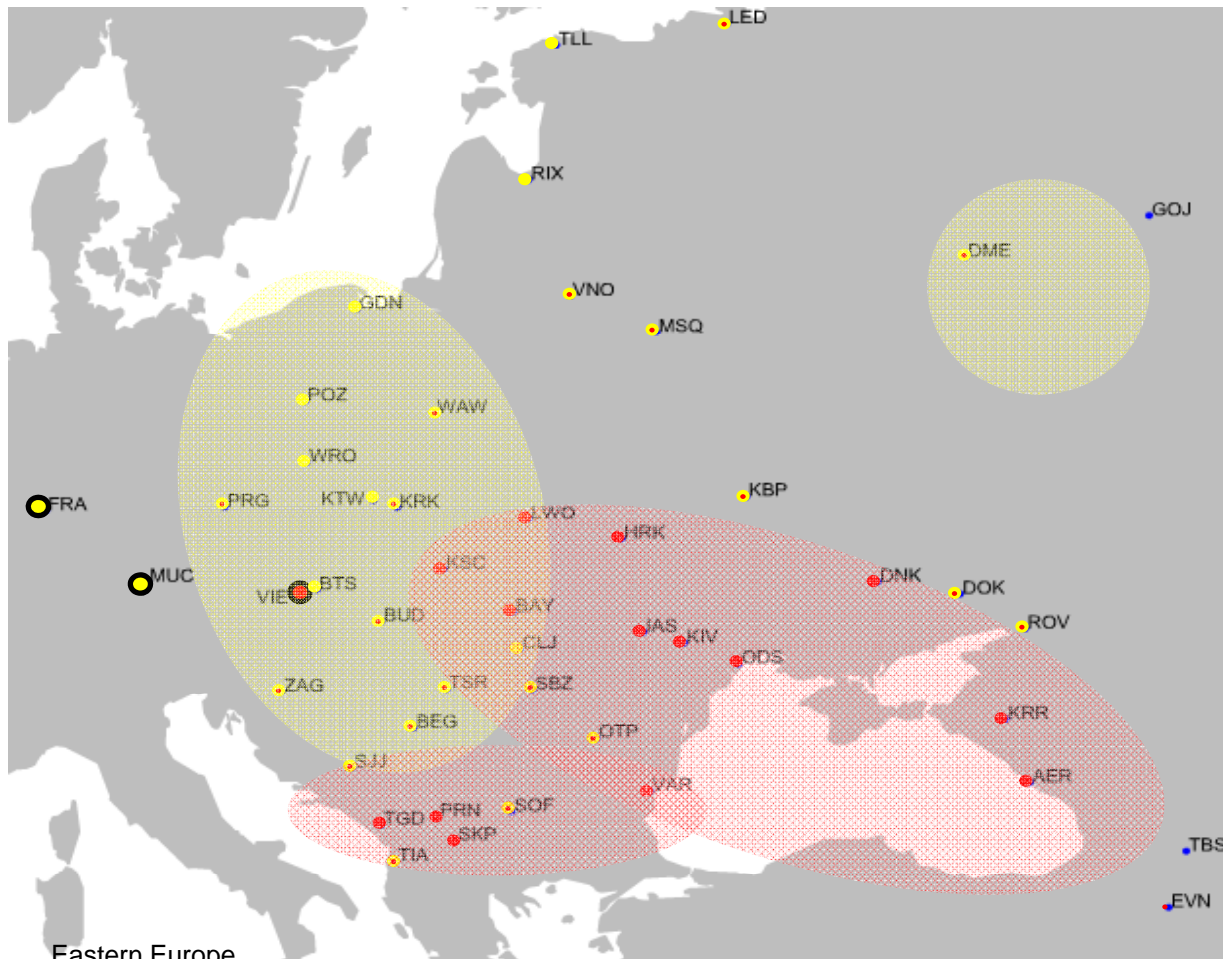 LED
TLL
RIX
GOJ
DME
VNO
GDN
MSQ
POZ
WAW
WRO
KTW
KRK
PRG
KBP
FRA
LWO
HRK
KSC
MUC
BTS
VIE
DNK
DOK
BAY
BUD
ROV
JAS
KIV
CLJ
ODS
ZAG
TSR
SBZ
KRR
BEG
OTP
SJJ
AER
VAR
SOF
TGD
PRN
SKP
TBS
TIA
EVN
Eastern Europe